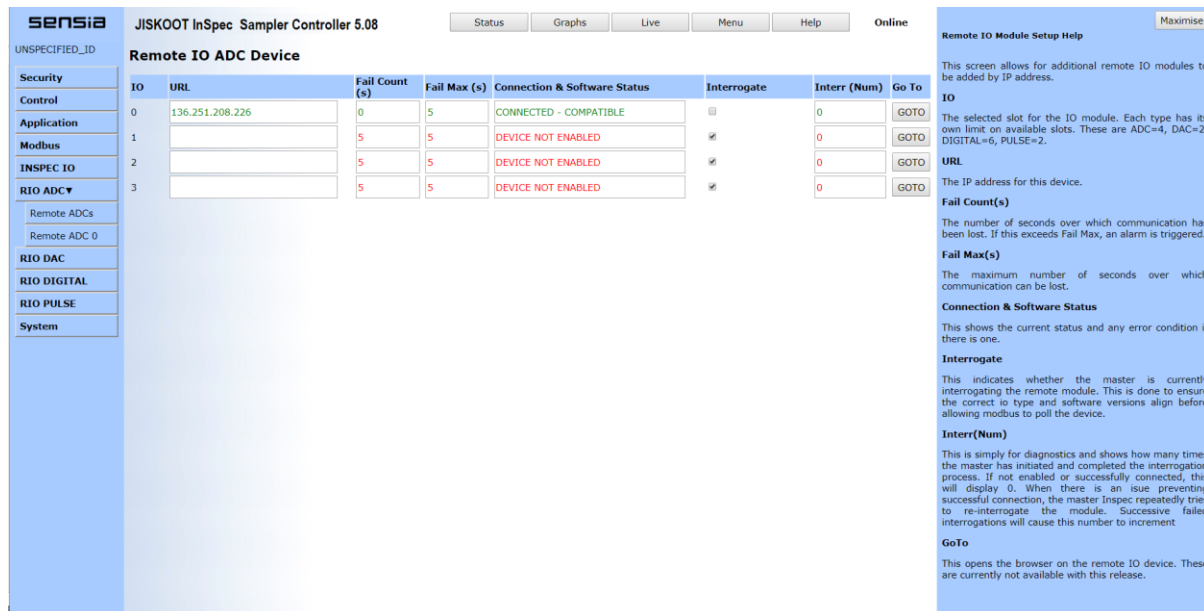 sensia
JISKOOT InSpec Sampler Controller 5.08
Status Graphs Live Menu Help Online
Maximise
UNSPECIFIED_ID
Security
Control
Application
Modbus
INSPEC IO
RIO ADC▼
Remote ADCs
Remote ADC 0
RIO DAC
RIO DIGITAL
RIO PULSE
System
Remote IO ADC Device
IO URL Fail Count (s) Fail Max (s) Connection & Software Status Interrogate Interr (Num) Go To
0 136.251.208.226 0 5 CONNECTED - COMPATIBLE 0 GOTO
1 5 5 DEVICE NOT ENABLED 0 GOTO
2 5 5 DEVICE NOT ENABLED 0 GOTO
3 5 5 DEVICE NOT ENABLED 0 GOTO
Remote IO Module Setup Help
This screen allows for additional remote IO modules
be added by IP address.
IO
The selected slot for the IO module. Each type has
own limit on available slots. These are ADC=4, DAC=2
DIGITAL=6, PULSE=2.
URL
The IP address for this device.
Fail Count(s)
The number of seconds over which communication
been lost. If this exceeds Fail Max, an alarm is triggered
Fail Max(s)
The maximum number of seconds over
communication can be lost.
Connection & Software Status
This shows the current status and any error condition
there is one.
Interrogate
This indicates whether the master is
interrogating the remote module. This is done to
the correct io type and software versions align
allowing modbus to poll the device.
Interr(Num)
This is simply for diagnostics and shows how many
the master has initiated and completed the
process. If not enabled or successfully connected,
will display 0. When there is an isue preventing
successful connection, the master Inspec repeatedly
to re-interrogate the module. Successive
interrogations will cause this number to increment
GoTo
This opens the browser on the remote IO device.
are currently not available with this release.